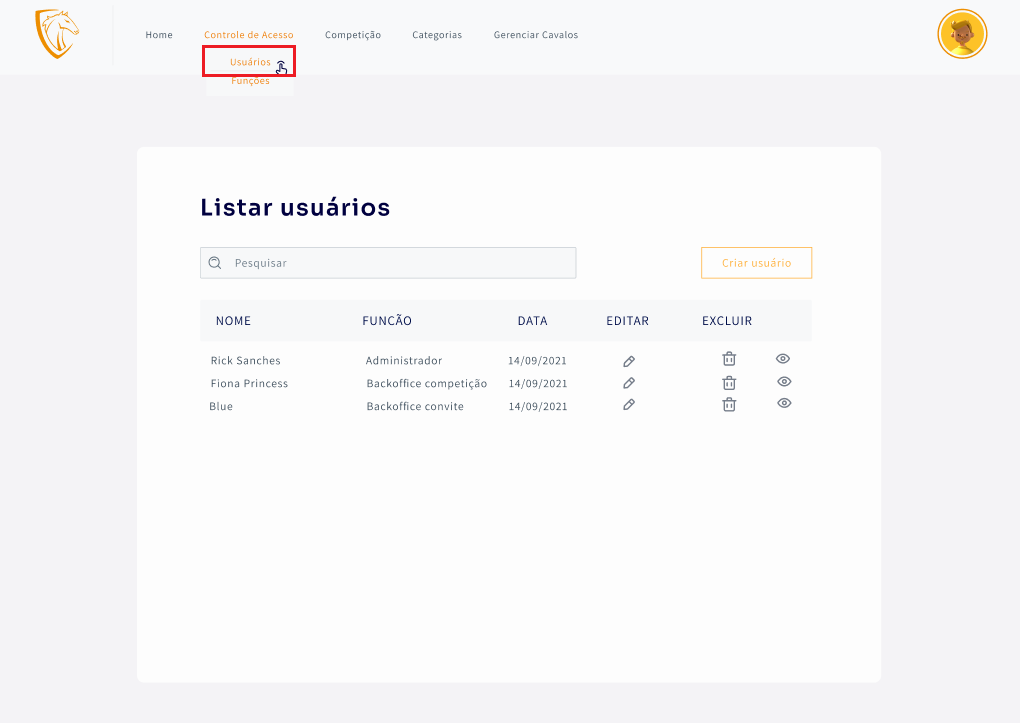 Home Controle de Acesso Competição Categorias Gerenciar Cavalos
Usuários
Funções
Listar usuários
Pesquisar Criar usuário
NOME FUNCÃO DATA EDITAR EXCLUIR
Rick Sanches Administrador 14/09/2021
Fiona Princess Backoffice competição 14/09/2021
Blue Backoffice convite 14/09/2021